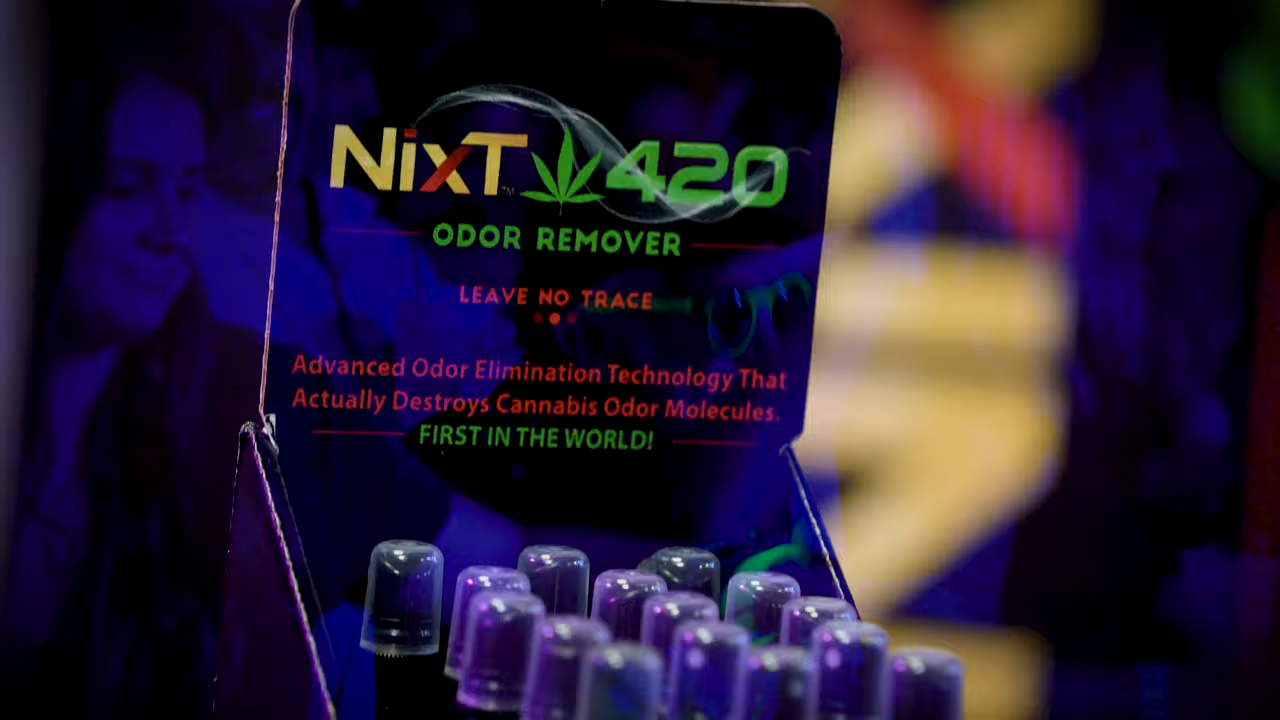 NixT™ 420
ODOR REMOVER
LEAVE NO TRACE
Advanced Odor Elimination Technology That
Actually Destroys Cannabis Odor Molecules.
FIRST IN THE WORLD!